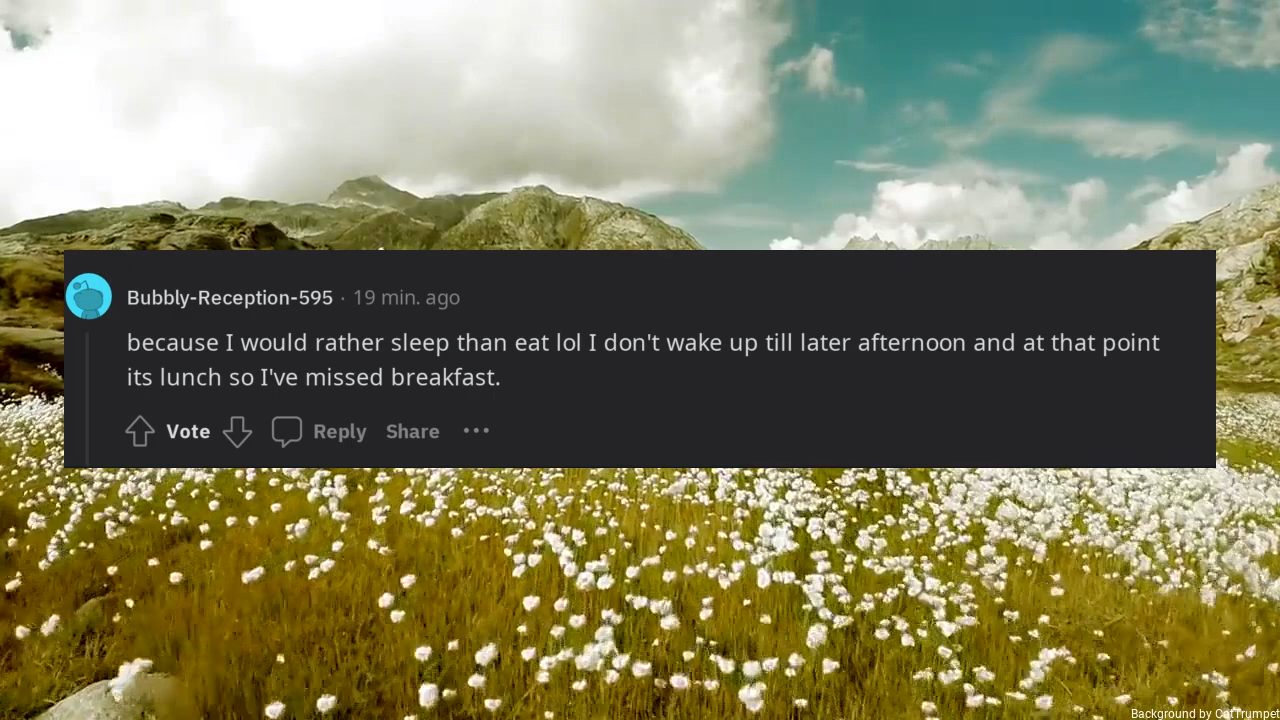 Bubbly-Reception-595 · 19 min. ago
because I would rather sleep than eat lol I don't wake up till later afternoon and at that point
its lunch so I've missed breakfast.
Vote Reply Share
Background by CatTrumpet